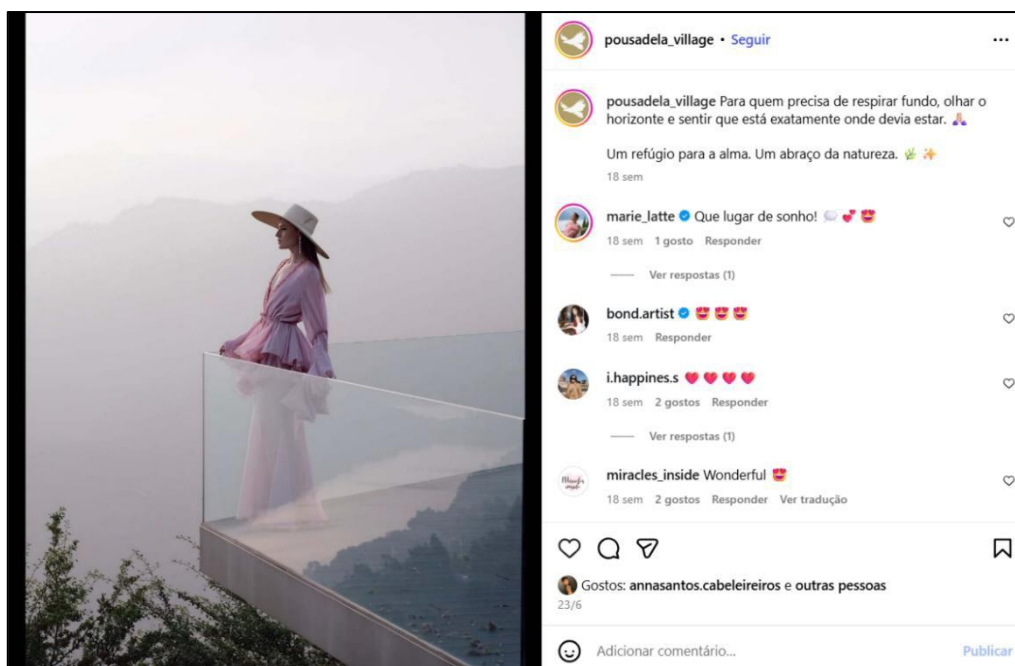 pousadela_village • Seguir
pousadela_village Para quem precisa de respirar fundo, olhar o
horizonte e sentir que está exatamente onde devia estar. 🙏🏼
Um refúgio para a alma. Um abraço da natureza. 🌿 ✨
18 sem
marie_latte Que lugar de sonho! 💭 💕 😍
18 sem 1 gosto Responder
Ver respostas (1)
bond.artist 😍 😍 😍
18 sem Responder
i.happines.s ❤️ ❤️ ❤️ ❤️
18 sem 2 gostos Responder
Ver respostas (1)
miracles_inside Wonderful 😍
18 sem 2 gostos Responder Ver tradução
Gostos: annasantos.cabeleireiros e outras pessoas
23/6
Adicionar comentário... Publicar